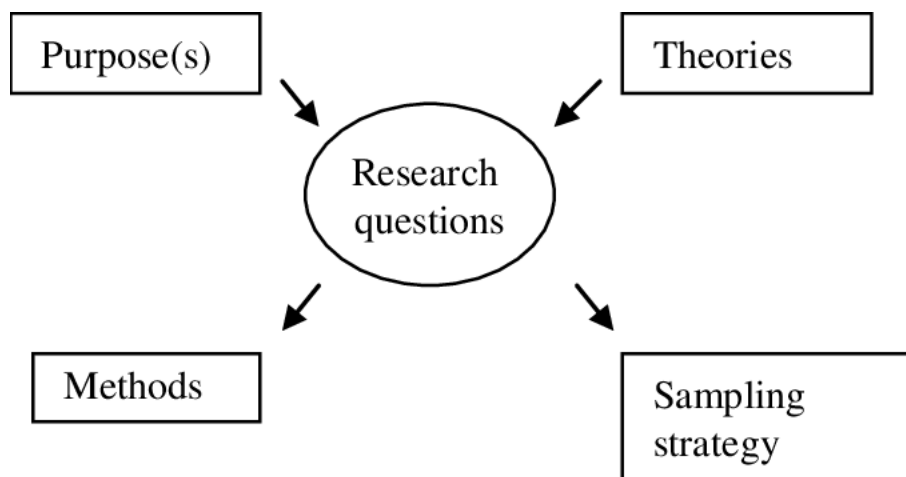 Purpose(s)
Theories
Research
questions
Methods
Sampling
strategy